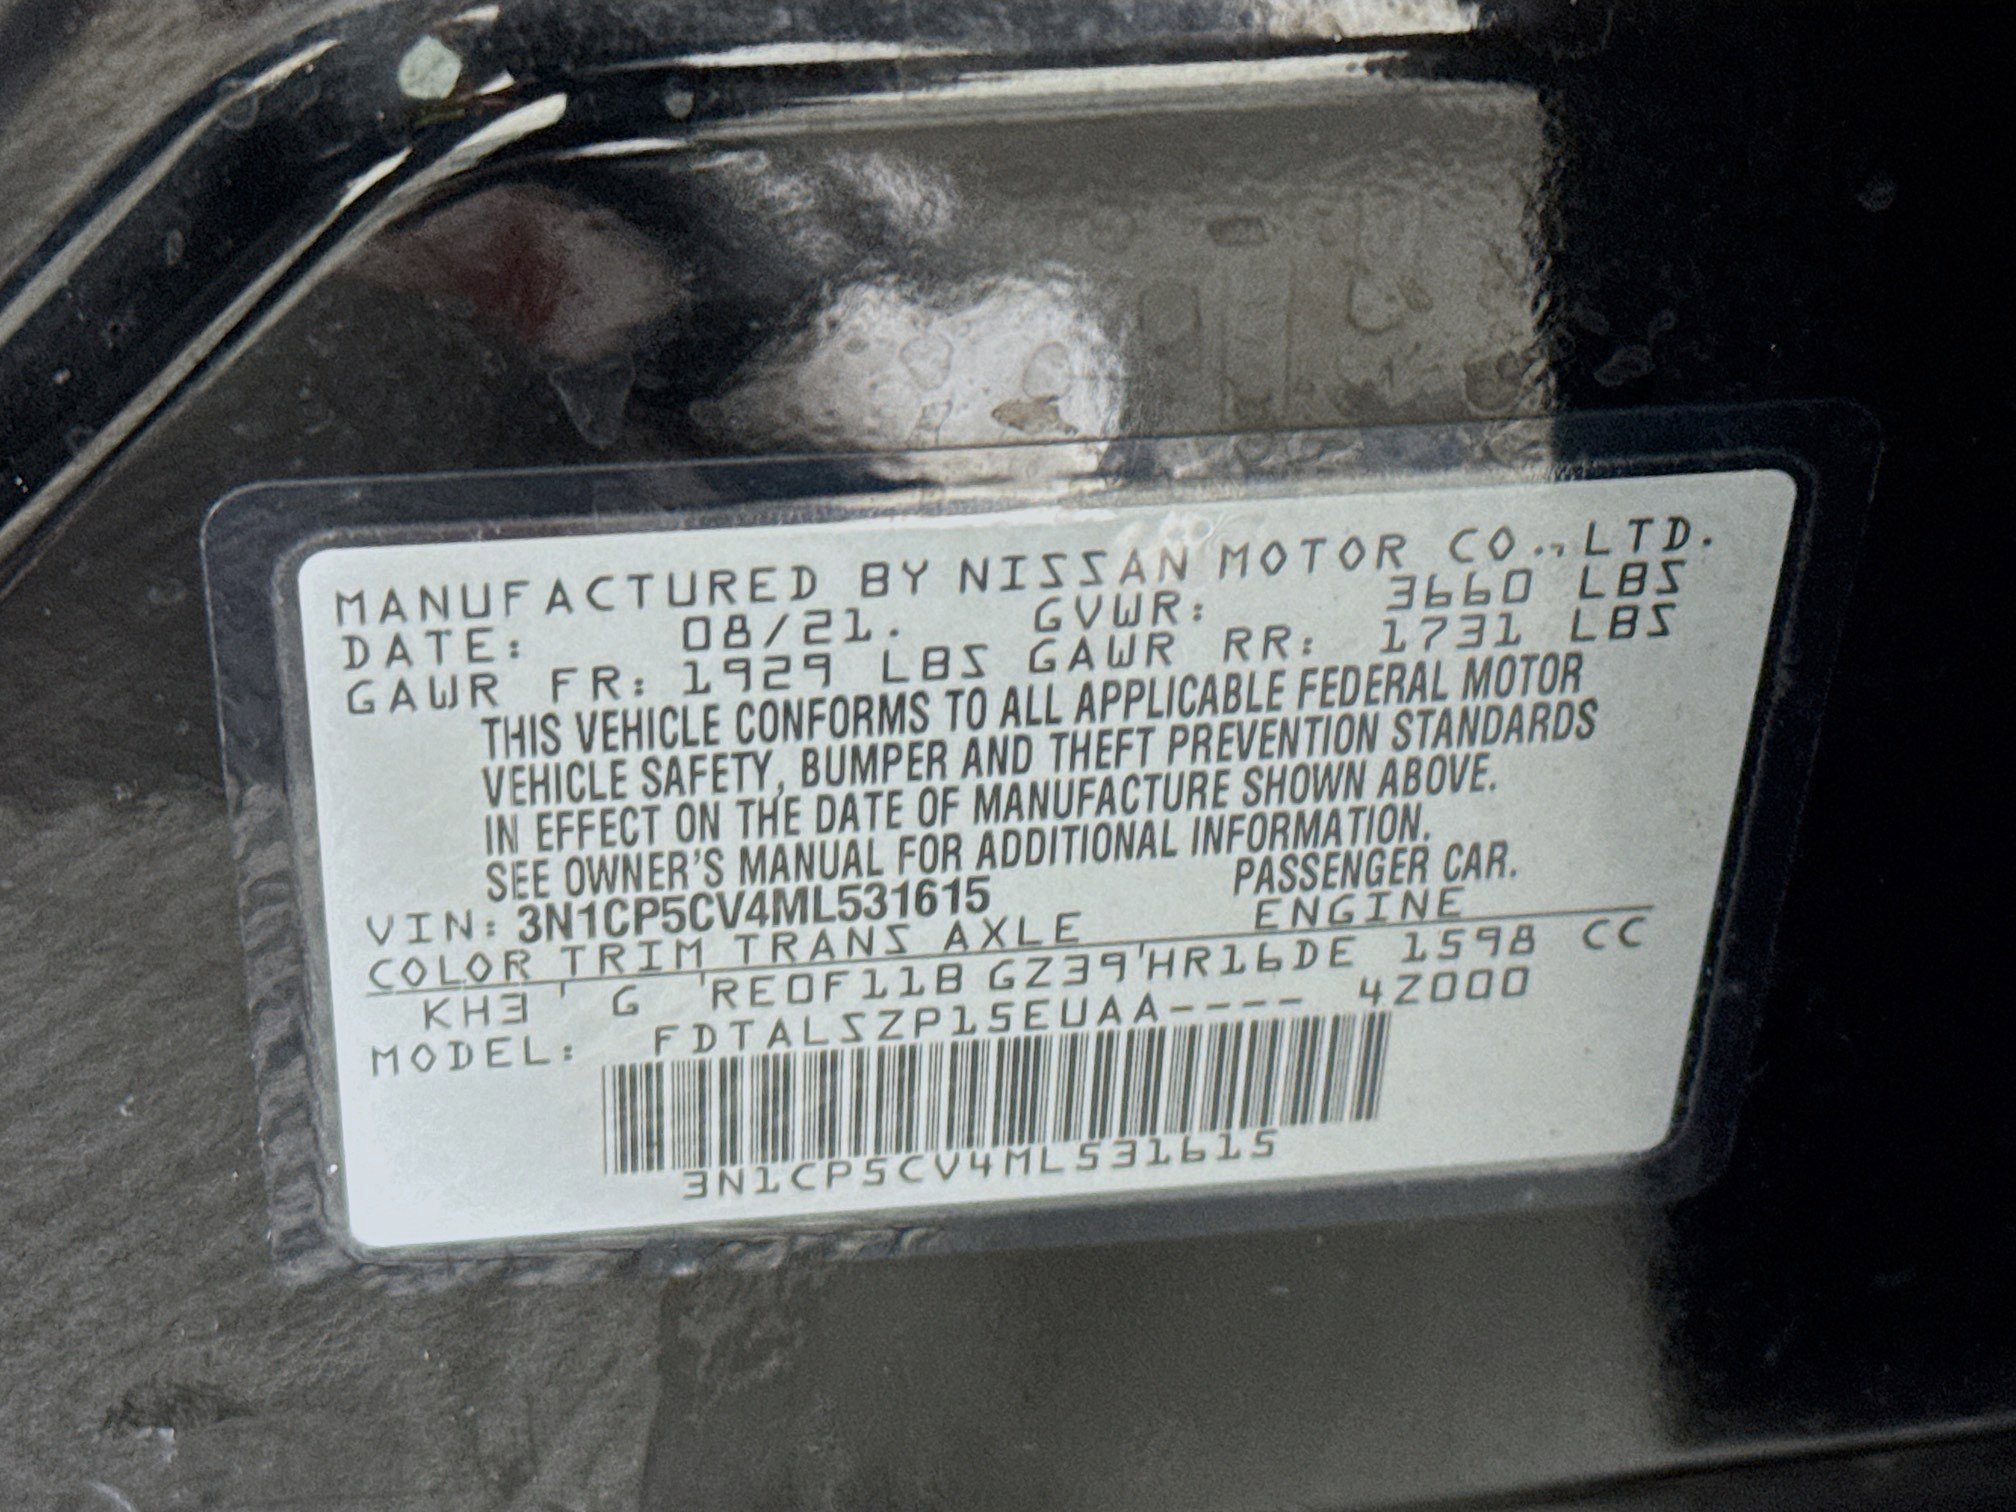 MANUFACTURED BY NISSAN MOTOR CO., LTD.
DATE: 08/21. GVWR: 3660 LBS
GAWR FR: 1929 LBS GAWR RR: 1731 LBS
THIS VEHICLE CONFORMS TO ALL APPLICABLE FEDERAL MOTOR
VEHICLE SAFETY, BUMPER AND THEFT PREVENTION STANDARDS
IN EFFECT ON THE DATE OF MANUFACTURE SHOWN ABOVE.
SEE OWNER'S MANUAL FOR ADDITIONAL INFORMATION.
VIN: 3N1CP5CV4ML531615 PASSENGER CAR.
COLOR TRIM TRANS AXLE ENGINE
KH3 ' G 'RE0F11B GZ39'HR16DE 1598 CC
MODEL: FDTALSZP15EUAA---- 4Z000
3N1CP5CV4ML531615